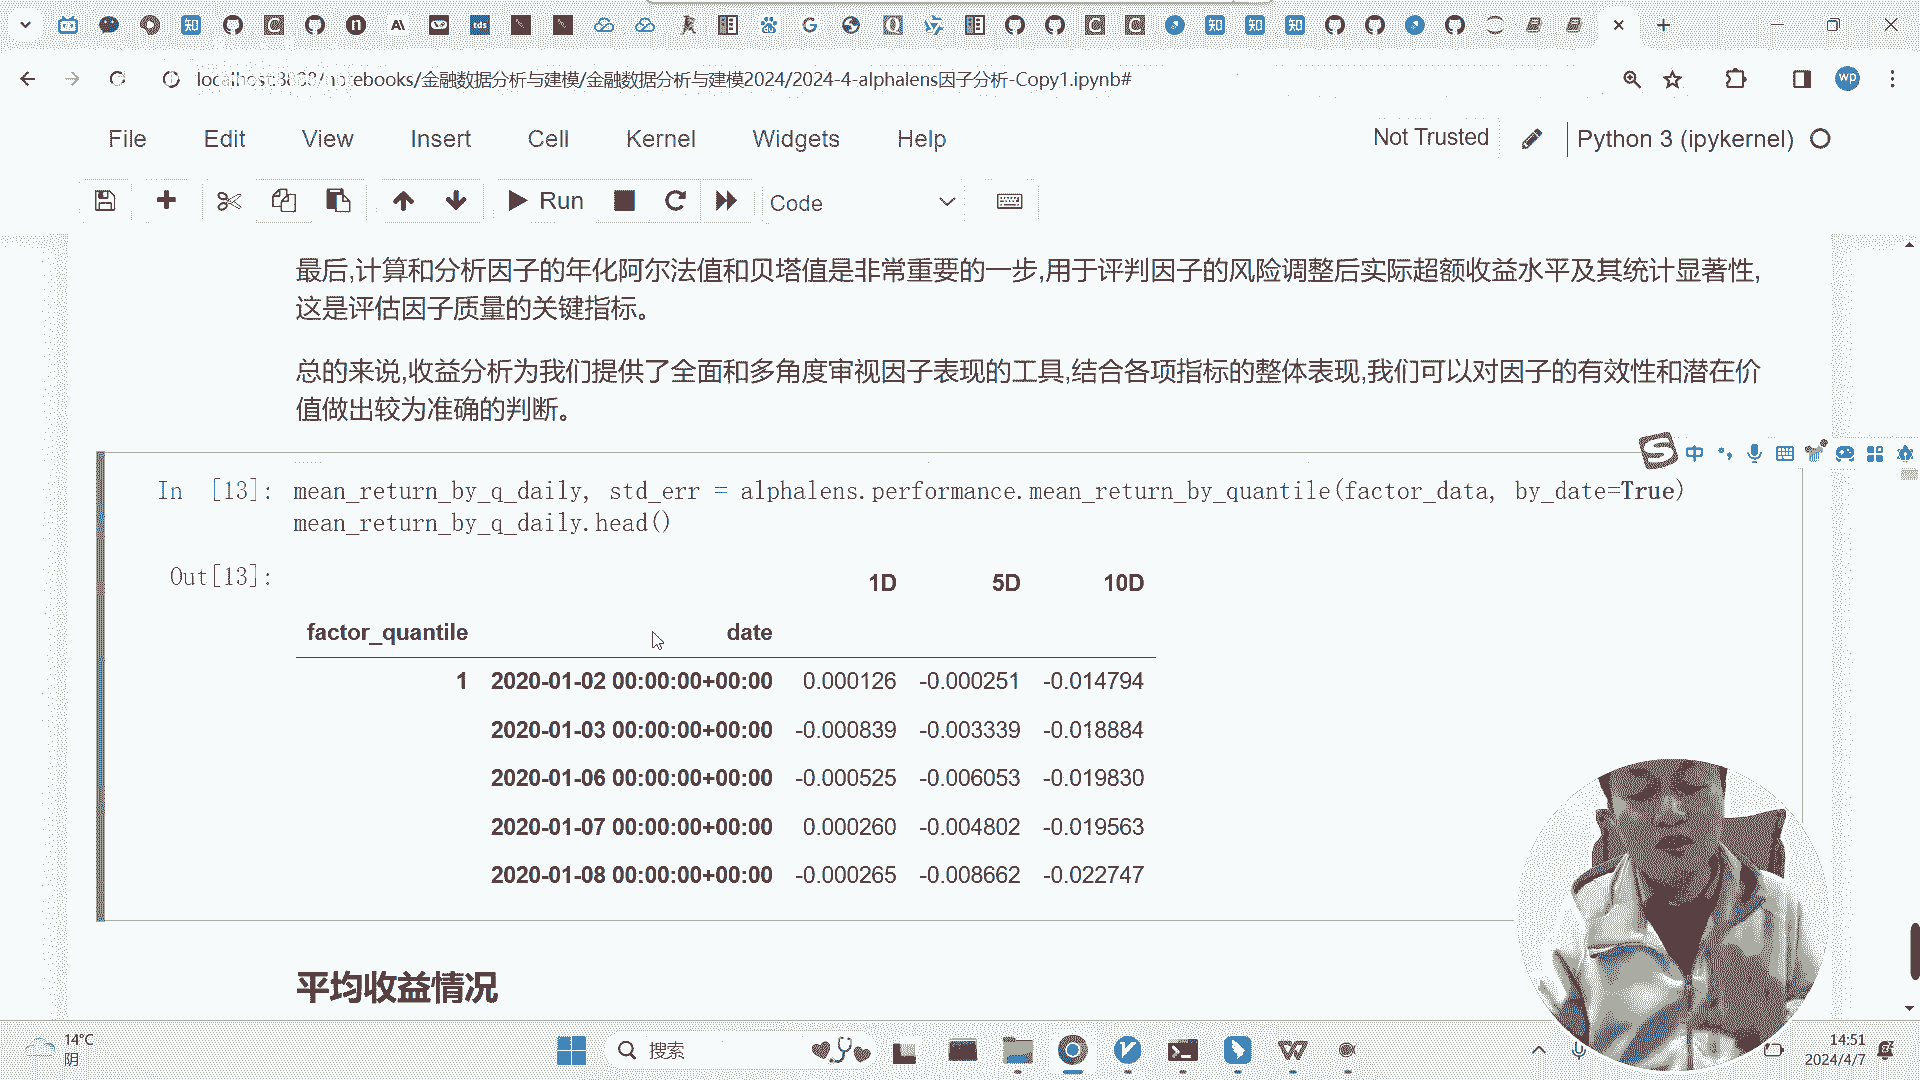 localhost:8888/notebooks/金融数据分析与建模/金融数据分析与建模2024/2024-4-alphalens因子分析-Copy1.ipynb#
wp
File Edit View Insert Cell Kernel Widgets Help
Not Trusted
Python 3 (ipykernel)
Run
Code
最后,计算和分析因子的年化阿尔法值和贝塔值是非常重要的一步,用于评判因子的风险调整后实际超额收益水平及其统计显著性,
这是评估因子质量的关键指标。
总的来说,收益分析为我们提供了全面和多角度审视因子表现的工具,结合各项指标的整体表现,我们可以对因子的有效性和潜在价
值做出较为准确的判断。
中
In [13]: mean_return_by_q_daily, std_err = alphalens.performance.mean_return_by_quantile(factor_data, by_date=True)
mean_return_by_q_daily.head()
Out[13]:
1D 5D 10D
factor_quantile date
1 2020-01-02 00:00:00+00:00 0.000126 -0.000251 -0.014794
2020-01-03 00:00:00+00:00 -0.000839 -0.003339 -0.018884
2020-01-06 00:00:00+00:00 -0.000525 -0.006053 -0.019830
2020-01-07 00:00:00+00:00 0.000260 -0.004802 -0.019563
2020-01-08 00:00:00+00:00 -0.000265 -0.008662 -0.022747
平均收益情况
14°C
阴
搜索
14:51
2024/4/7